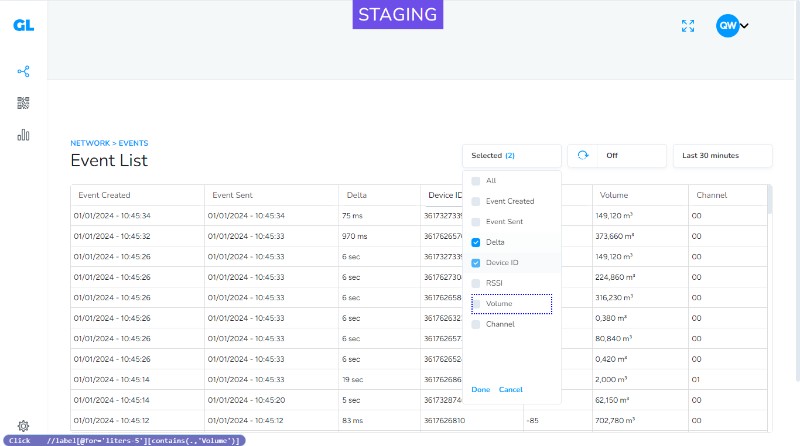 STAGING
GL
QW
NETWORK > EVENTS
Event List
Selected (2)
Off
Last 30 minutes
Event Created Event Sent Delta Device ID Volume Channel
01/01/2024 - 10:45:34 01/01/2024 - 10:45:34 75 ms 149,120 m³ 00
01/01/2024 - 10:45:32 01/01/2024 - 10:45:33 970 ms 373,660 m³ 00
01/01/2024 - 10:45:26 01/01/2024 - 10:45:33 6 sec 149,120 m³ 00
01/01/2024 - 10:45:26 01/01/2024 - 10:45:33 6 sec 224,860 m³ 00
01/01/2024 - 10:45:26 01/01/2024 - 10:45:33 6 sec 316,230 m³ 00
01/01/2024 - 10:45:26 01/01/2024 - 10:45:33 6 sec 0,380 m³ 00
01/01/2024 - 10:45:26 01/01/2024 - 10:45:33 6 sec 80,840 m³ 00
01/01/2024 - 10:45:26 01/01/2024 - 10:45:33 6 sec 0,420 m³ 00
01/01/2024 - 10:45:14 01/01/2024 - 10:45:33 19 sec 2,000 m³ 01
01/01/2024 - 10:45:14 01/01/2024 - 10:45:20 5 sec 62,150 m³ 00
01/01/2024 - 10:45:12 01/01/2024 - 10:45:12 83 ms 3617626810 -85 702,780 m³ 00
All
Event Created
Event Sent
Delta
Device ID
RSSI
Volume
Channel
Done Cancel
Click //label[@for='liters-5'][contains(.,'Volume')]